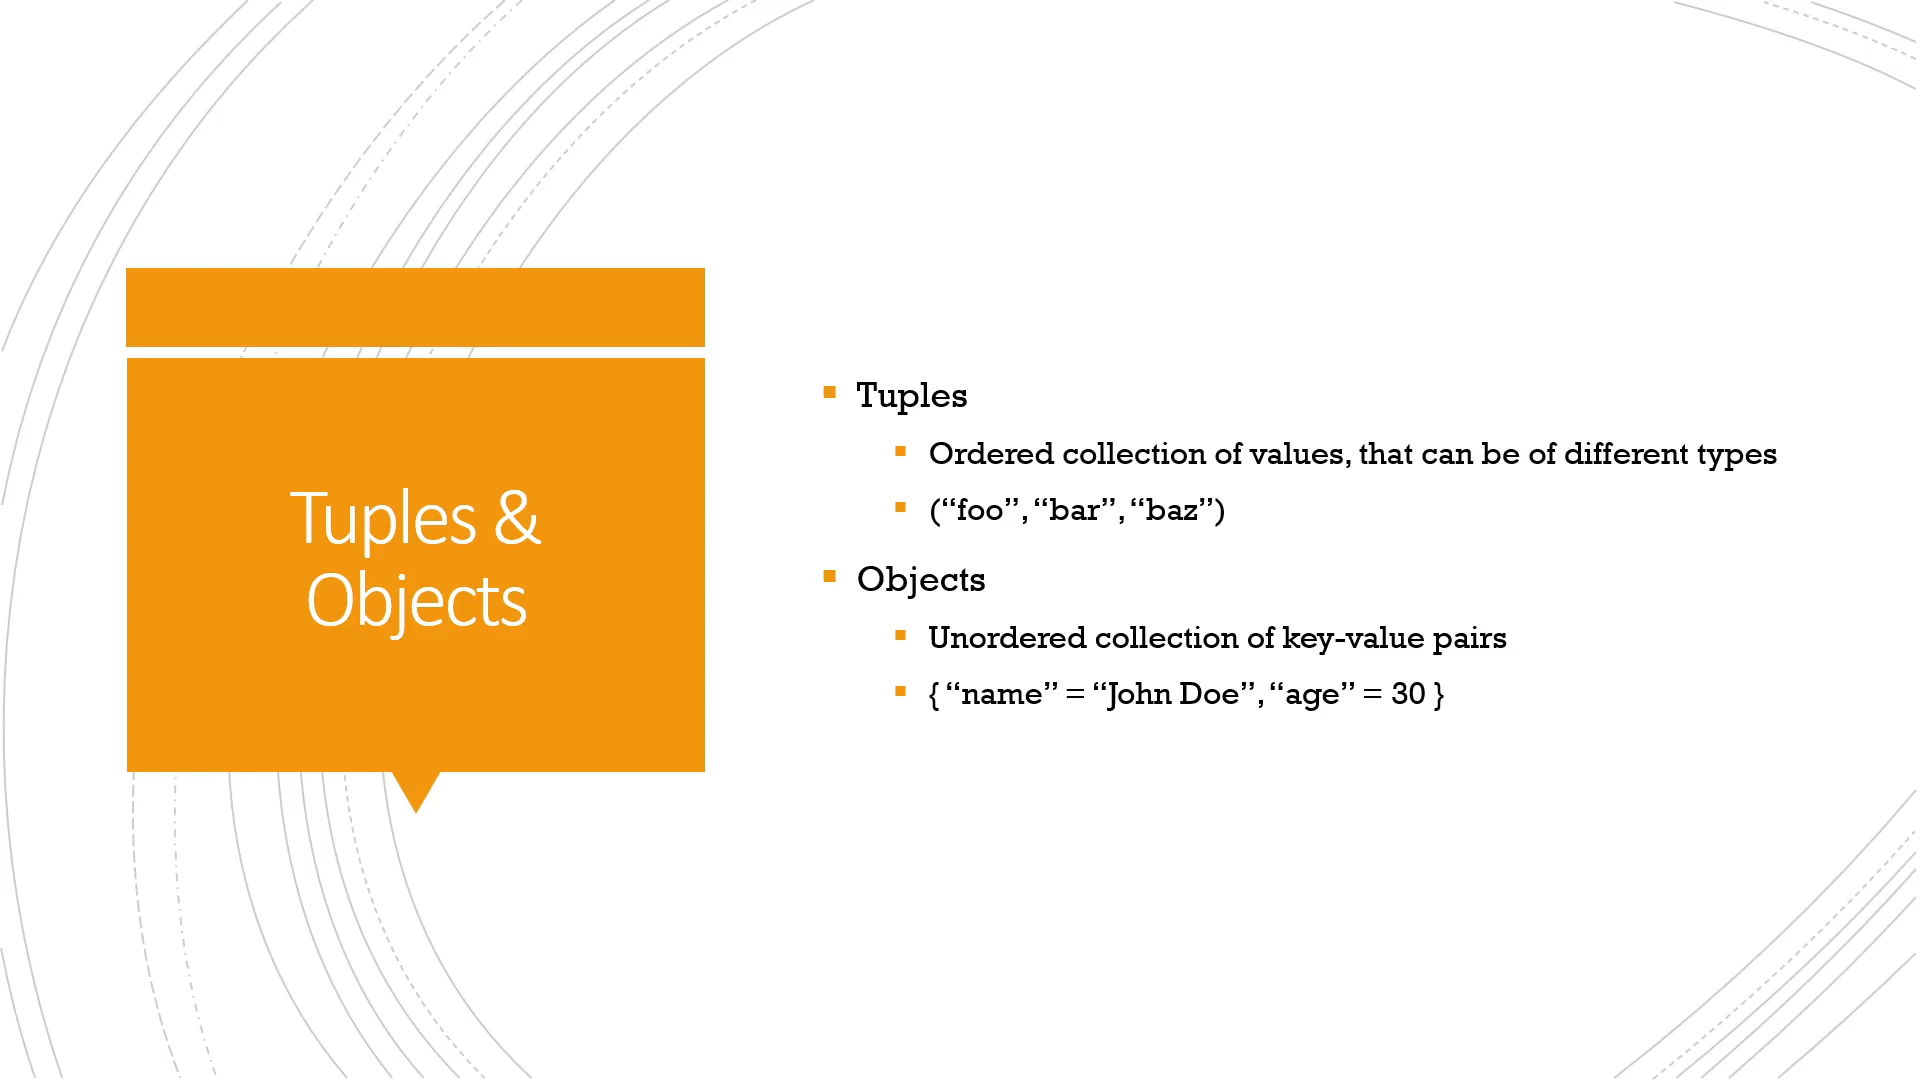 Tuples &
Objects
Tuples
Ordered collection of values, that can be of different types
(“foo”, “bar”, “baz”)
Objects
Unordered collection of key-value pairs
{ “name” = “John Doe”, “age” = 30 }